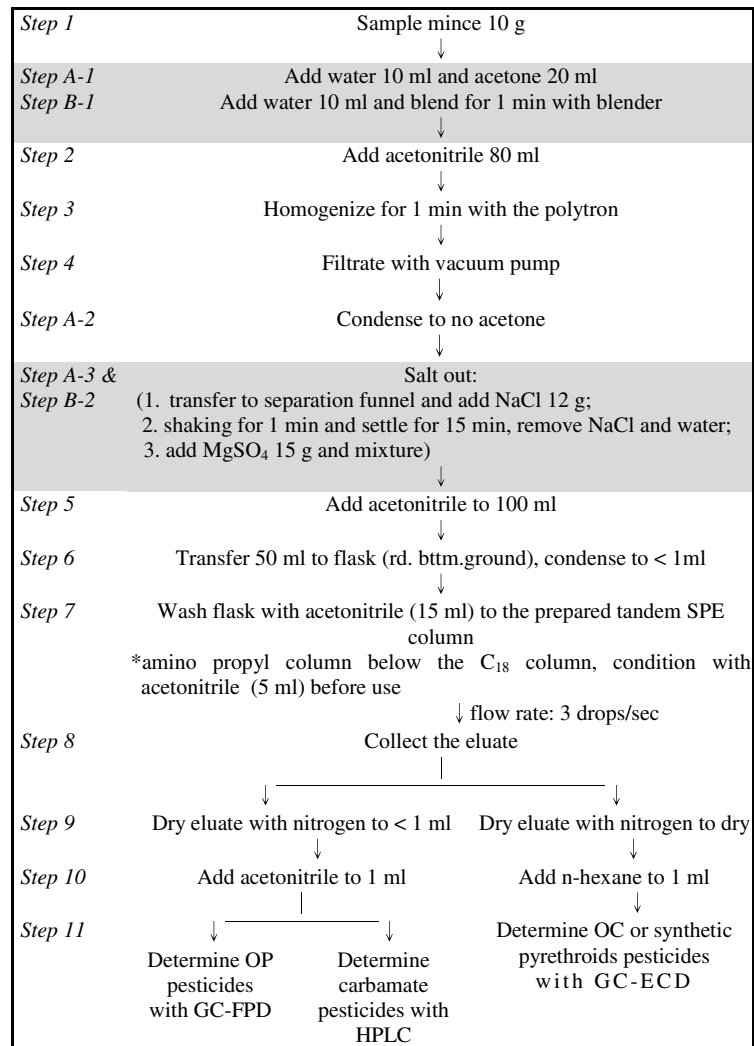 Step 1 Sample mince 10 g
Step A-1 Add water 10 ml and acetone 20 ml
Step B-1 Add water 10 ml and blend for 1 min with blender
Step 2 Add acetonitrile 80 ml
Step 3 Homogenize for 1 min with the polytron
Step 4 Filtrate with vacuum pump
Step A-2 Condense to no acetone
Step A-3 & Salt out:
Step B-2 (1. transfer to separation funnel and add NaCl 12 g;
2. shaking for 1 min and settle for 15 min, remove NaCl and water;
3. add MgSO₄ 15 g and mixture)
Step 5 Add acetonitrile to 100 ml
Step 6 Transfer 50 ml to flask (rd. bttm.ground), condense to < 1ml
Step 7 Wash flask with acetonitrile (15 ml) to the prepared tandem SPE
column
*amino propyl column below the C₁₈ column, condition with
acetonitrile (5 ml) before use
flow rate: 3 drops/sec
Step 8 Collect the eluate
Step 9 Dry eluate with nitrogen to < 1 ml Dry eluate with nitrogen to dry
Step 10 Add acetonitrile to 1 ml Add n-hexane to 1 ml
Step 11
Determine OP
pesticides
with GC-FPD
Determine
carbamate
pesticides with
HPLC
Determine OC or synthetic
pyrethroids pesticides
with GC-ECD